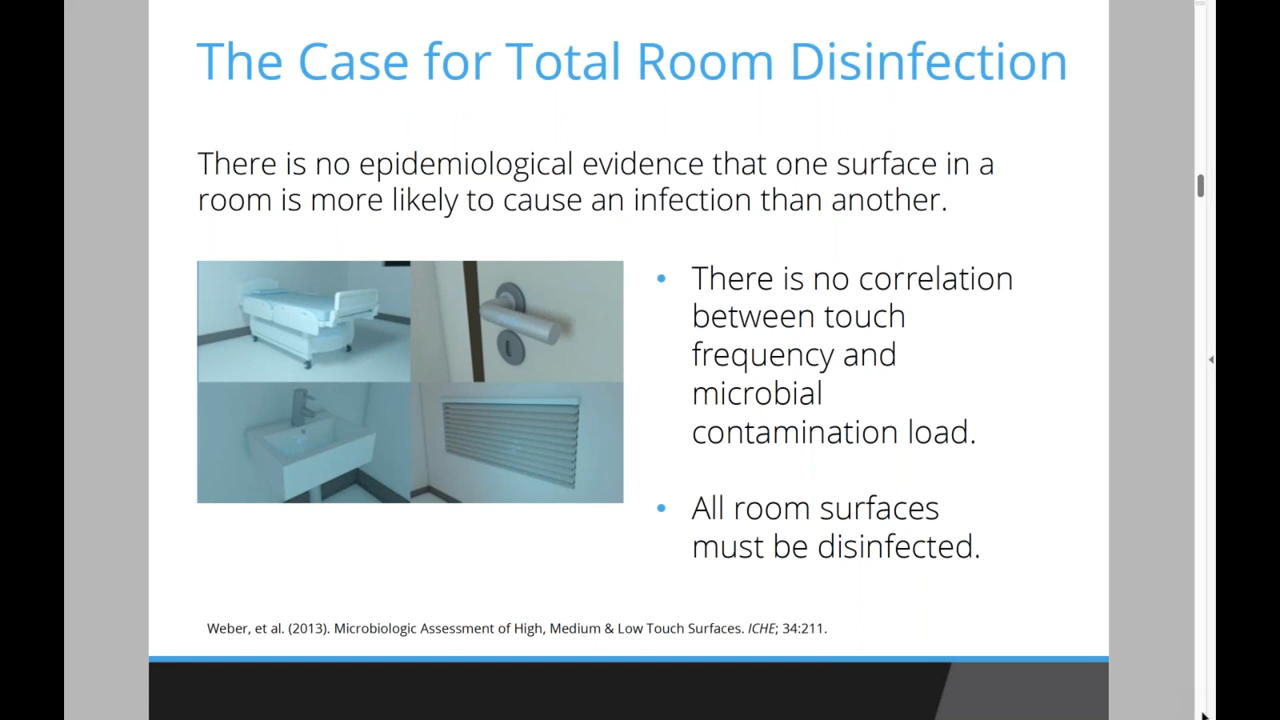 The Case for Total Room Disinfection
There is no epidemiological evidence that one surface in a
room is more likely to cause an infection than another.
• There is no correlation
between touch
frequency and
microbial
contamination load.
• All room surfaces
must be disinfected.
Weber, et al. (2013). Microbiologic Assessment of High, Medium & Low Touch Surfaces. ICHE; 34:211.